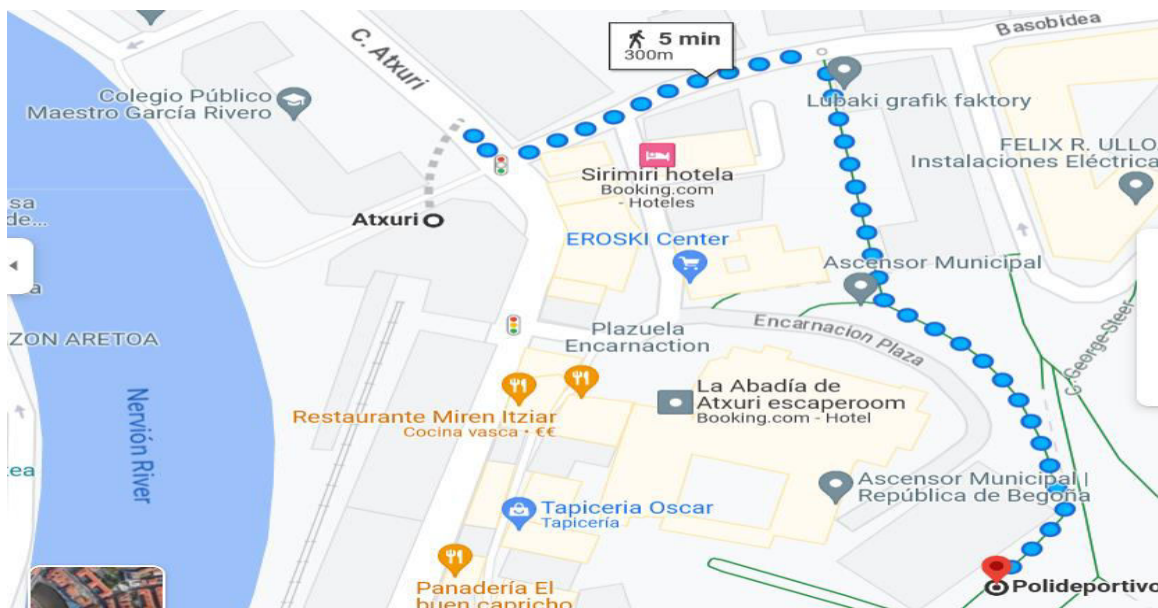 Basobidea
5 min
300m
C. Atxuri
Colegio Público
Maestro García Rivero
Lubaki grafik faktory
FELIX R. ULLO
Instalaciones Eléctrica
Sirimiri hotela
Booking.com
- Hoteles
sa
de...
Atxuri
EROSKI Center
Ascensor Municipal
a
ZON ARETOA
Plazuela
Encarnaction
Encarnacion Plaza
C. George-Steer
La Abadía de
Atxuri escaperoom
Booking.com - Hotel
Restaurante Miren Itziar
Cocina vasca • €€
Nervión River
ea
Ascensor Municipal |
República de Begoña
Tapiceria Oscar
Tapicería
Panadería El
buen capricho
Polideportivo